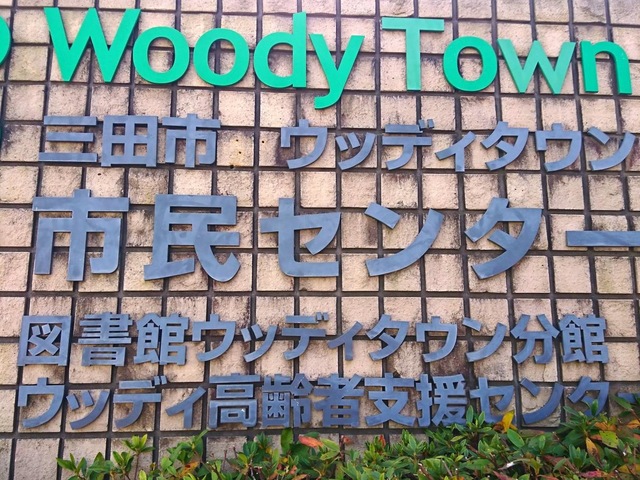 Woody Town
三田市 ウッディタウン
市民センター
図書館ウッディタウン分館
ウッディ高齢者支援センター